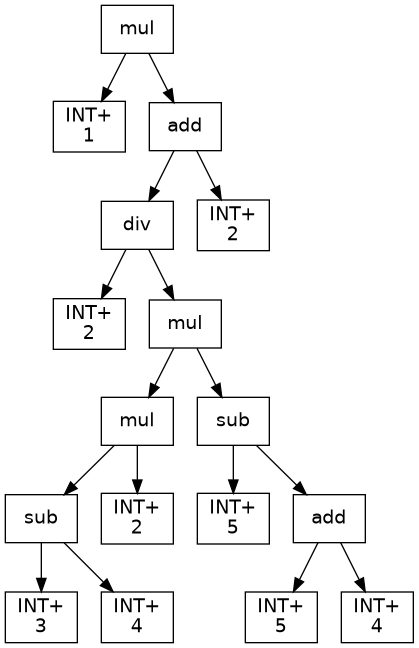 mul
INT+
1
add
div
INT+
2
INT+
2
mul
mul
sub
sub
INT+
2
INT+
5
add
INT+
3
INT+
4
INT+
5
INT+
4